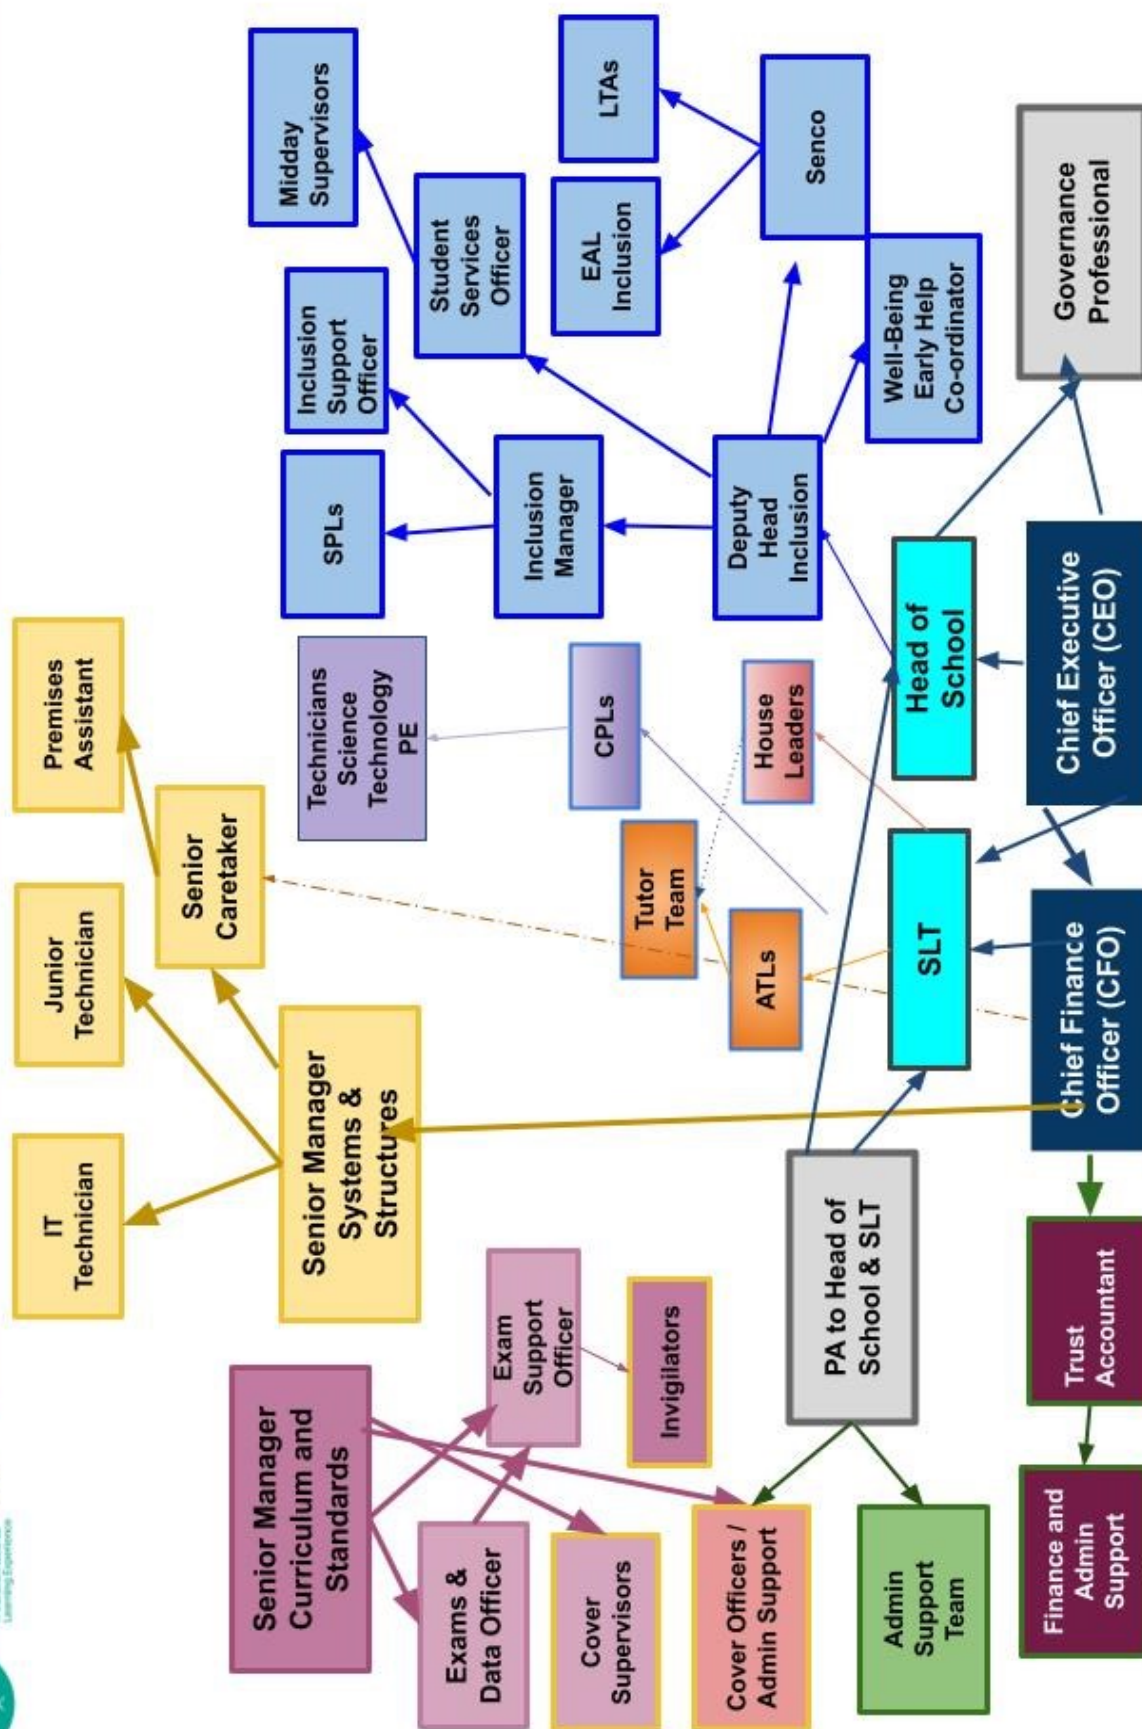 Learning Experience
Chief Executive
Officer (CEO)
Chief Finance
Officer (CFO)
Governance
Professional
Head of
School
SLT
PA to Head of
School & SLT
Trust
Accountant
Finance and
Admin
Support
Admin
Support
Team
Cover Officers /
Admin Support
Cover
Supervisors
Exams &
Data Officer
Exam
Support
Officer
Invigilators
Senior Manager
Curriculum and
Standards
Senior Manager
Systems &
Structures
IT
Technician
Junior
Technician
Senior
Caretaker
Premises
Assistant
ATLs
Tutor
Team
House
Leaders
CPLs
Technicians
Science
Technology
PE
Deputy
Head
Inclusion
Inclusion
Manager
SPLs
Inclusion
Support
Officer
Student
Services
Officer
Midday
Supervisors
Well-Being
Early Help
Co-ordinator
Senco
EAL
Inclusion
LTAs